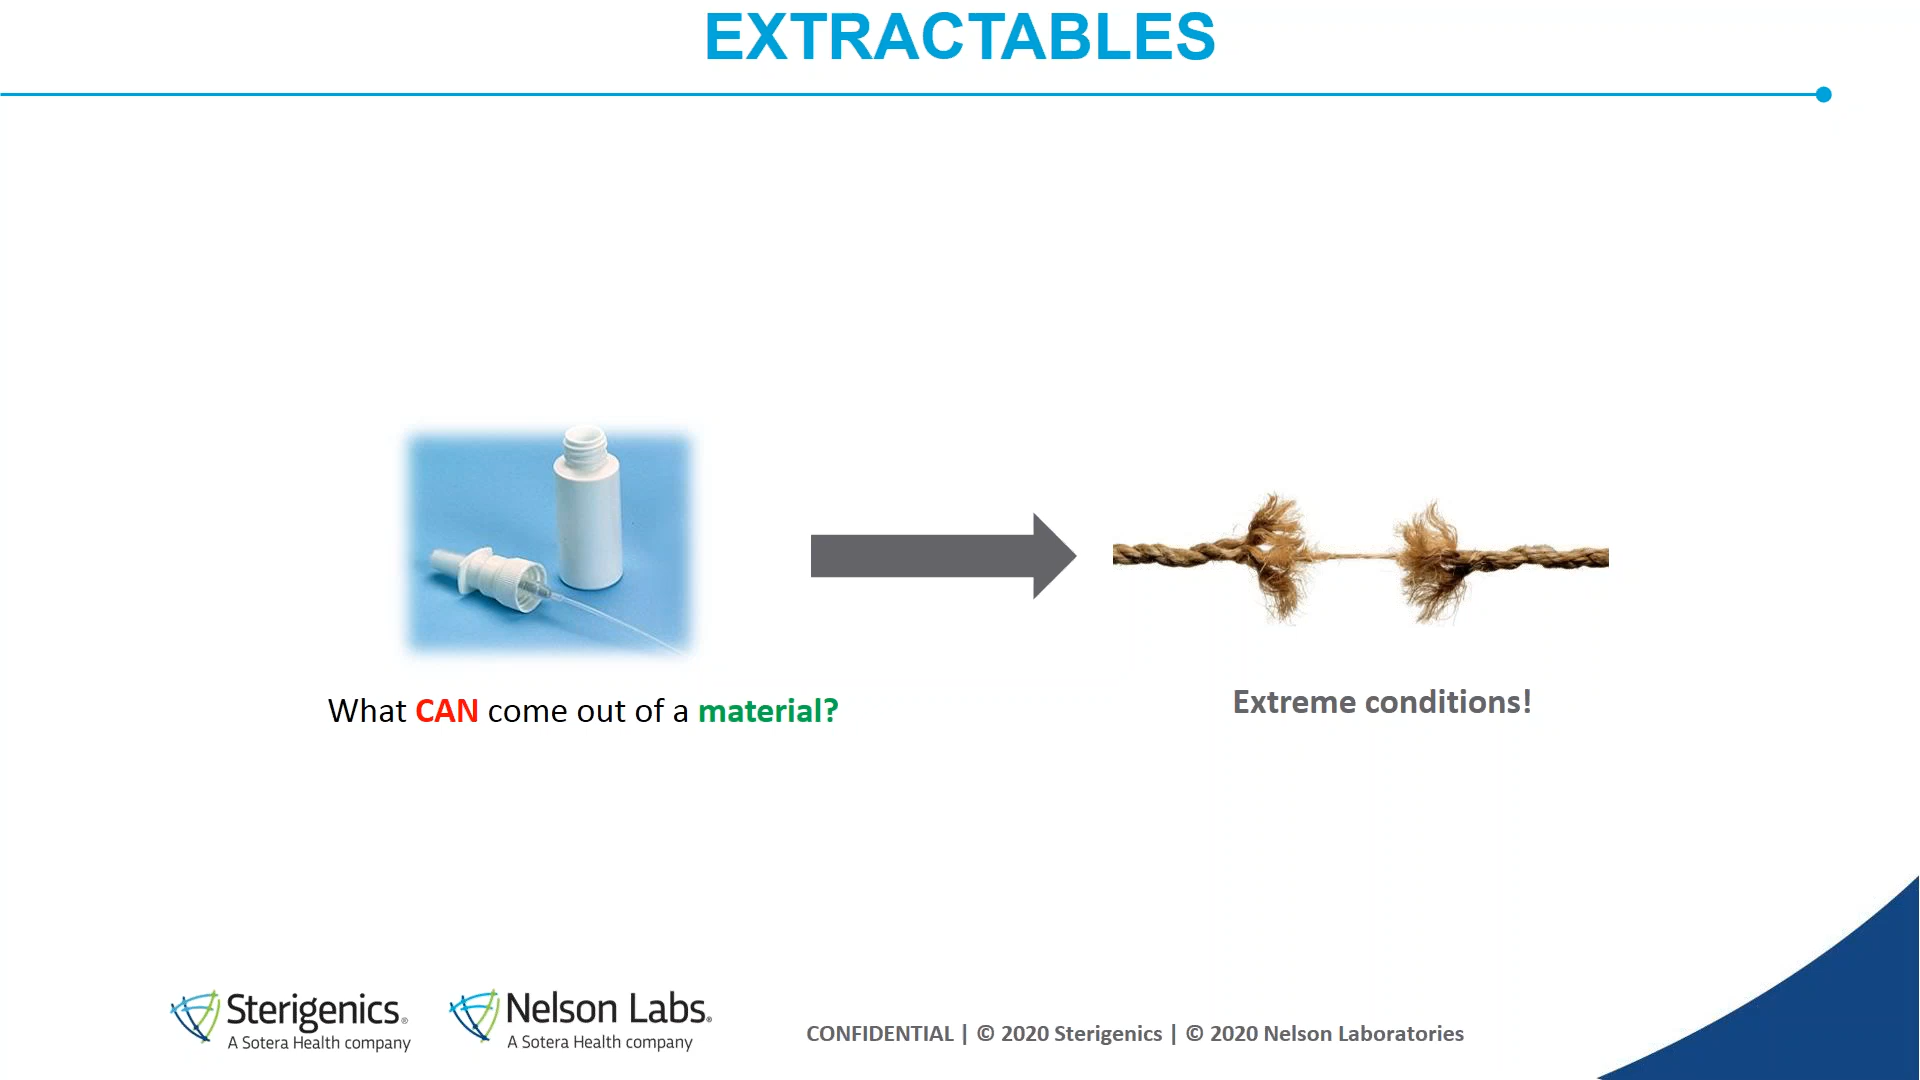 EXTRACTABLES
What CAN come out of a material?
Extreme conditions!
Sterigenics®
A Sotera Health company
Nelson Labs®
A Sotera Health company
CONFIDENTIAL | © 2020 Sterigenics | © 2020 Nelson Laboratories